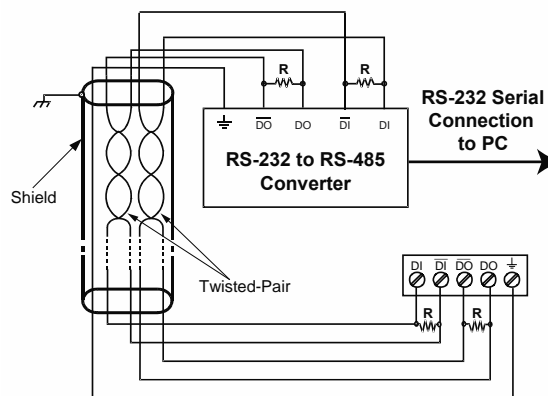 R R
DO̅ DO DI̅ DI
RS-232 to RS-485
Converter
RS-232 Serial
Connection
to PC
Shield
Twisted-Pair
DI DI̅ DO̅ DO
R R